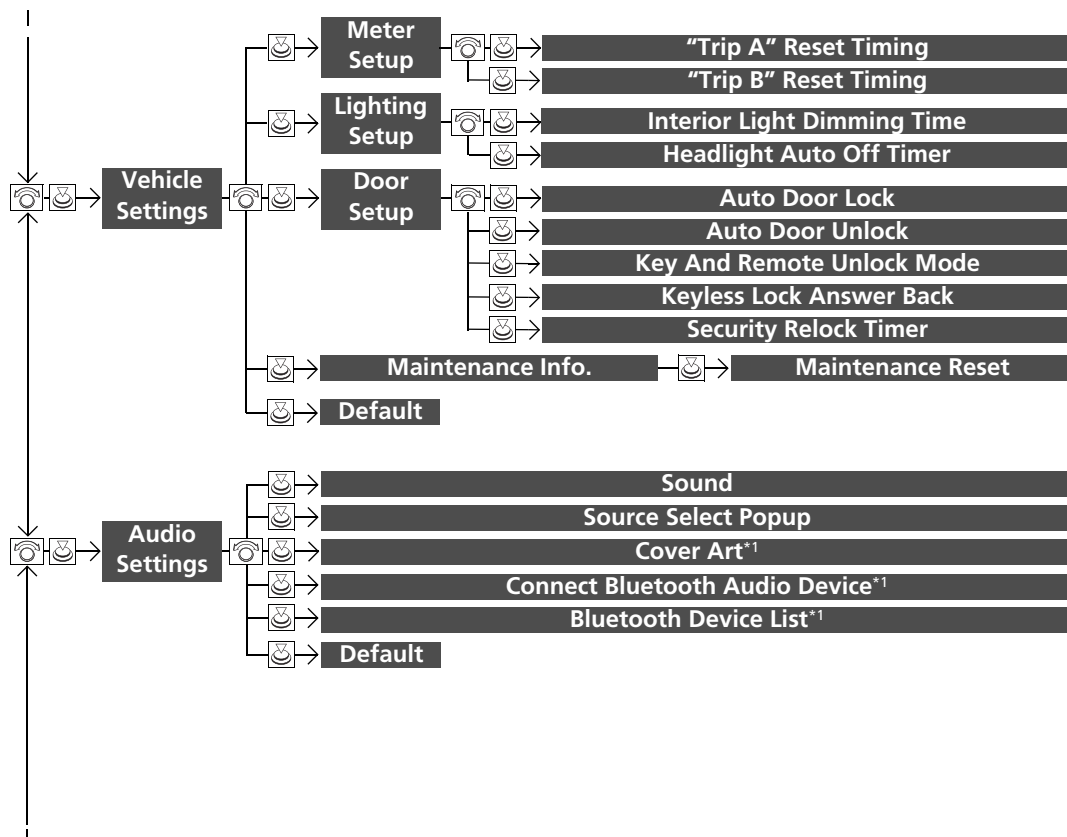 Meter
Setup
“Trip A” Reset Timing
“Trip B” Reset Timing
Lighting
Setup
Interior Light Dimming Time
Headlight Auto Off Timer
Vehicle
Settings
Door
Setup
Auto Door Lock
Auto Door Unlock
Key And Remote Unlock Mode
Keyless Lock Answer Back
Security Relock Timer
Maintenance Info.
Maintenance Reset
Default
Audio
Settings
Sound
Source Select Popup
Cover Art*1
Connect Bluetooth Audio Device*1
Bluetooth Device List*1
Default